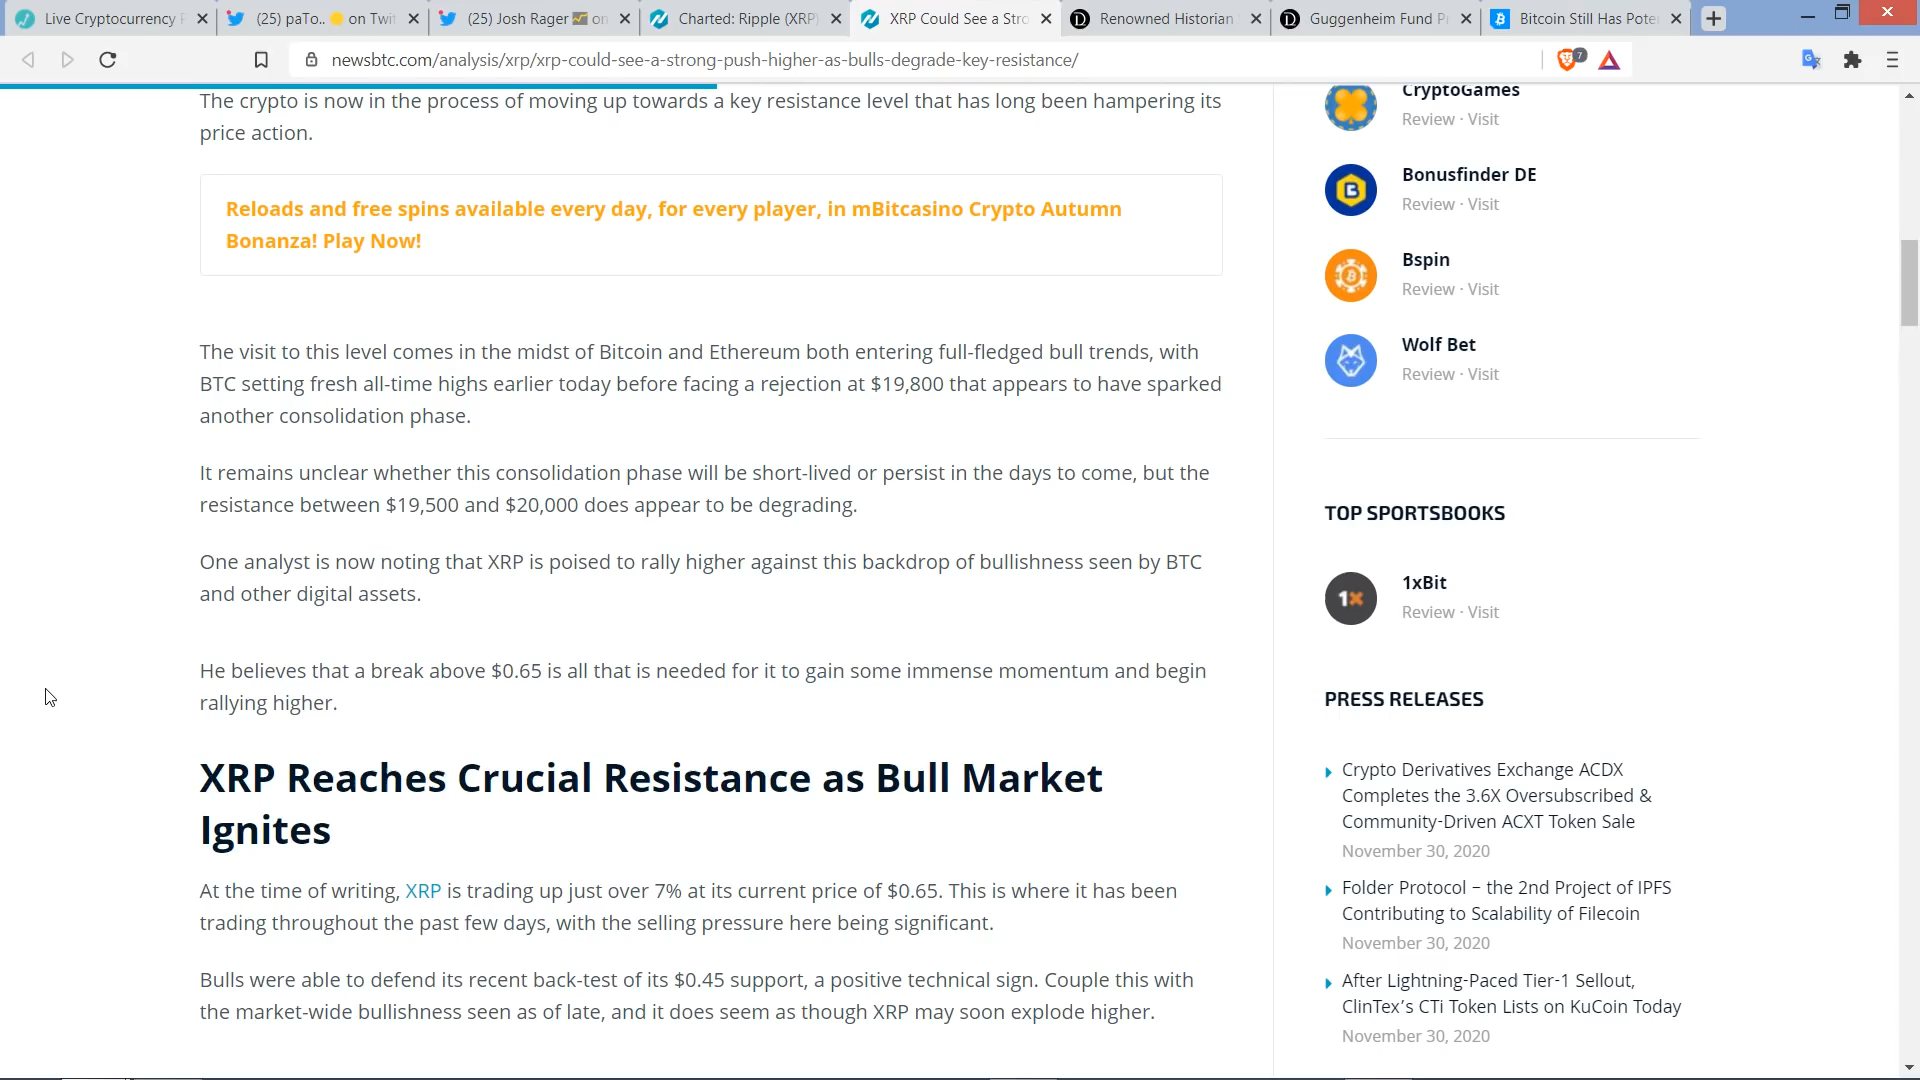 Live Cryptocurrency P
(25) paTo.. on Twit
(25) Josh Rager on
Charted: Ripple (XRP)
XRP Could See a Stro
Renowned Historian
Guggenheim Fund P
Bitcoin Still Has Pote
newsbtc.com/analysis/xrp/xrp-could-see-a-strong-push-higher-as-bulls-degrade-key-resistance/
7
The crypto is now in the process of moving up towards a key resistance level that has long been hampering its
price action.
Reloads and free spins available every day, for every player, in mBitcasino Crypto Autumn
Bonanza! Play Now!
The visit to this level comes in the midst of Bitcoin and Ethereum both entering full-fledged bull trends, with
BTC setting fresh all-time highs earlier today before facing a rejection at $19,800 that appears to have sparked
another consolidation phase.
It remains unclear whether this consolidation phase will be short-lived or persist in the days to come, but the
resistance between $19,500 and $20,000 does appear to be degrading.
One analyst is now noting that XRP is poised to rally higher against this backdrop of bullishness seen by BTC
and other digital assets.
He believes that a break above $0.65 is all that is needed for it to gain some immense momentum and begin
rallying higher.
XRP Reaches Crucial Resistance as Bull Market
Ignites
At the time of writing, XRP is trading up just over 7% at its current price of $0.65. This is where it has been
trading throughout the past few days, with the selling pressure here being significant.
Bulls were able to defend its recent back-test of its $0.45 support, a positive technical sign. Couple this with
the market-wide bullishness seen as of late, and it does seem as though XRP may soon explode higher.
CryptoGames
Review · Visit
Bonusfinder DE
Review · Visit
Bspin
Review · Visit
Wolf Bet
Review · Visit
TOP SPORTSBOOKS
1x
1xBit
Review · Visit
PRESS RELEASES
Crypto Derivatives Exchange ACDX
Completes the 3.6X Oversubscribed &
Community-Driven ACXT Token Sale
November 30, 2020
Folder Protocol – the 2nd Project of IPFS
Contributing to Scalability of Filecoin
November 30, 2020
After Lightning-Paced Tier-1 Sellout,
ClinTex's CTi Token Lists on KuCoin Today
November 30, 2020